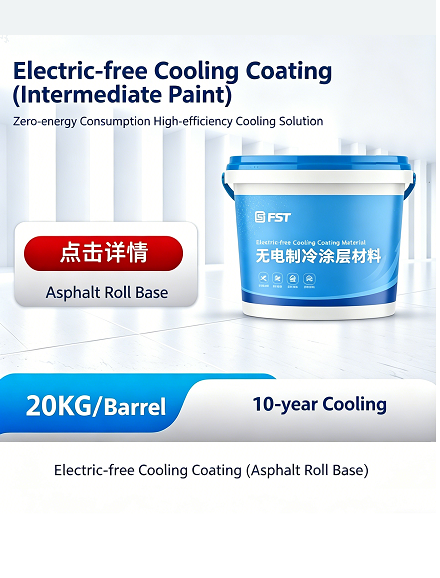 Electric-free Cooling Coating
(Intermediate Paint)
Zero-energy Consumption High-efficiency Cooling Solution
FST
Electric-free Cooling Coating Material
无电制冷涂层材料
点击详情
Asphalt Roll Base
20KG/Barrel
10-year Cooling
Electric-free Cooling Coating (Asphalt Roll Base)